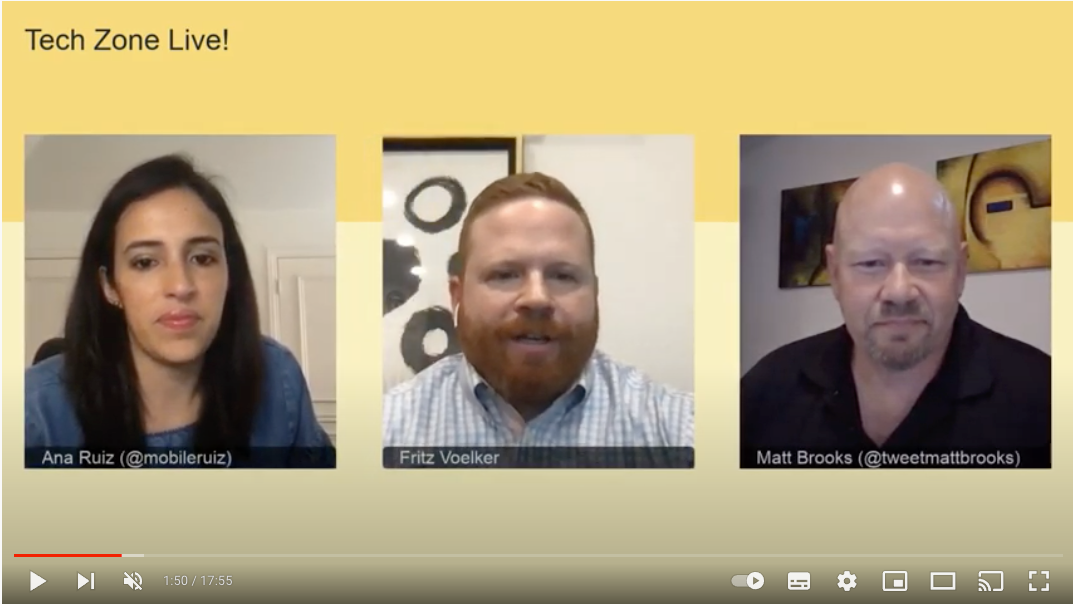 Tech Zone Live!
Ana Ruiz (@mobileruiz)
Fritz Voelker
Matt Brooks (@tweetmattbrooks)
1:50 / 17:55